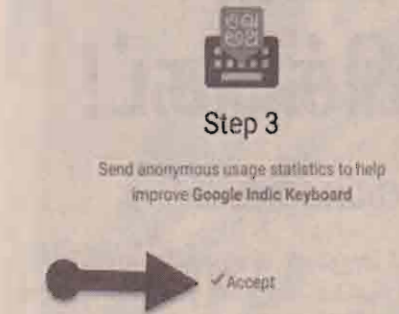 Step 3
Send anonymous usage statistics to help
improve Google Indic Keyboard
✓Accept